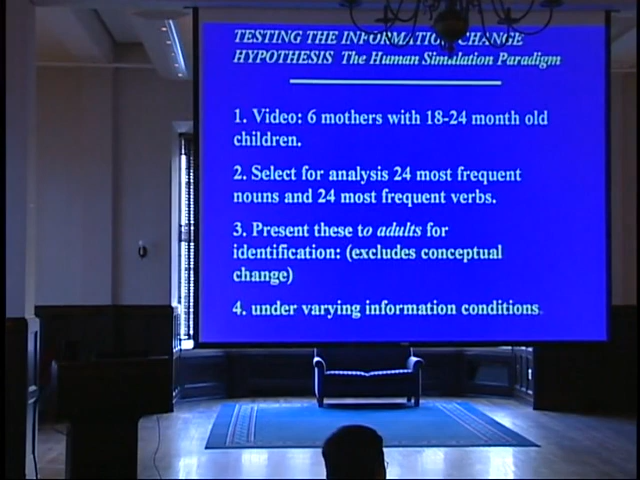 TESTING THE INFORMATION CHANGE
HYPOTHESIS The Human Simulation Paradigm
1. Video: 6 mothers with 18-24 month old
children.
2. Select for analysis 24 most frequent
nouns and 24 most frequent verbs.
3. Present these to adults for
identification: (excludes conceptual
change)
4. under varying information conditions.